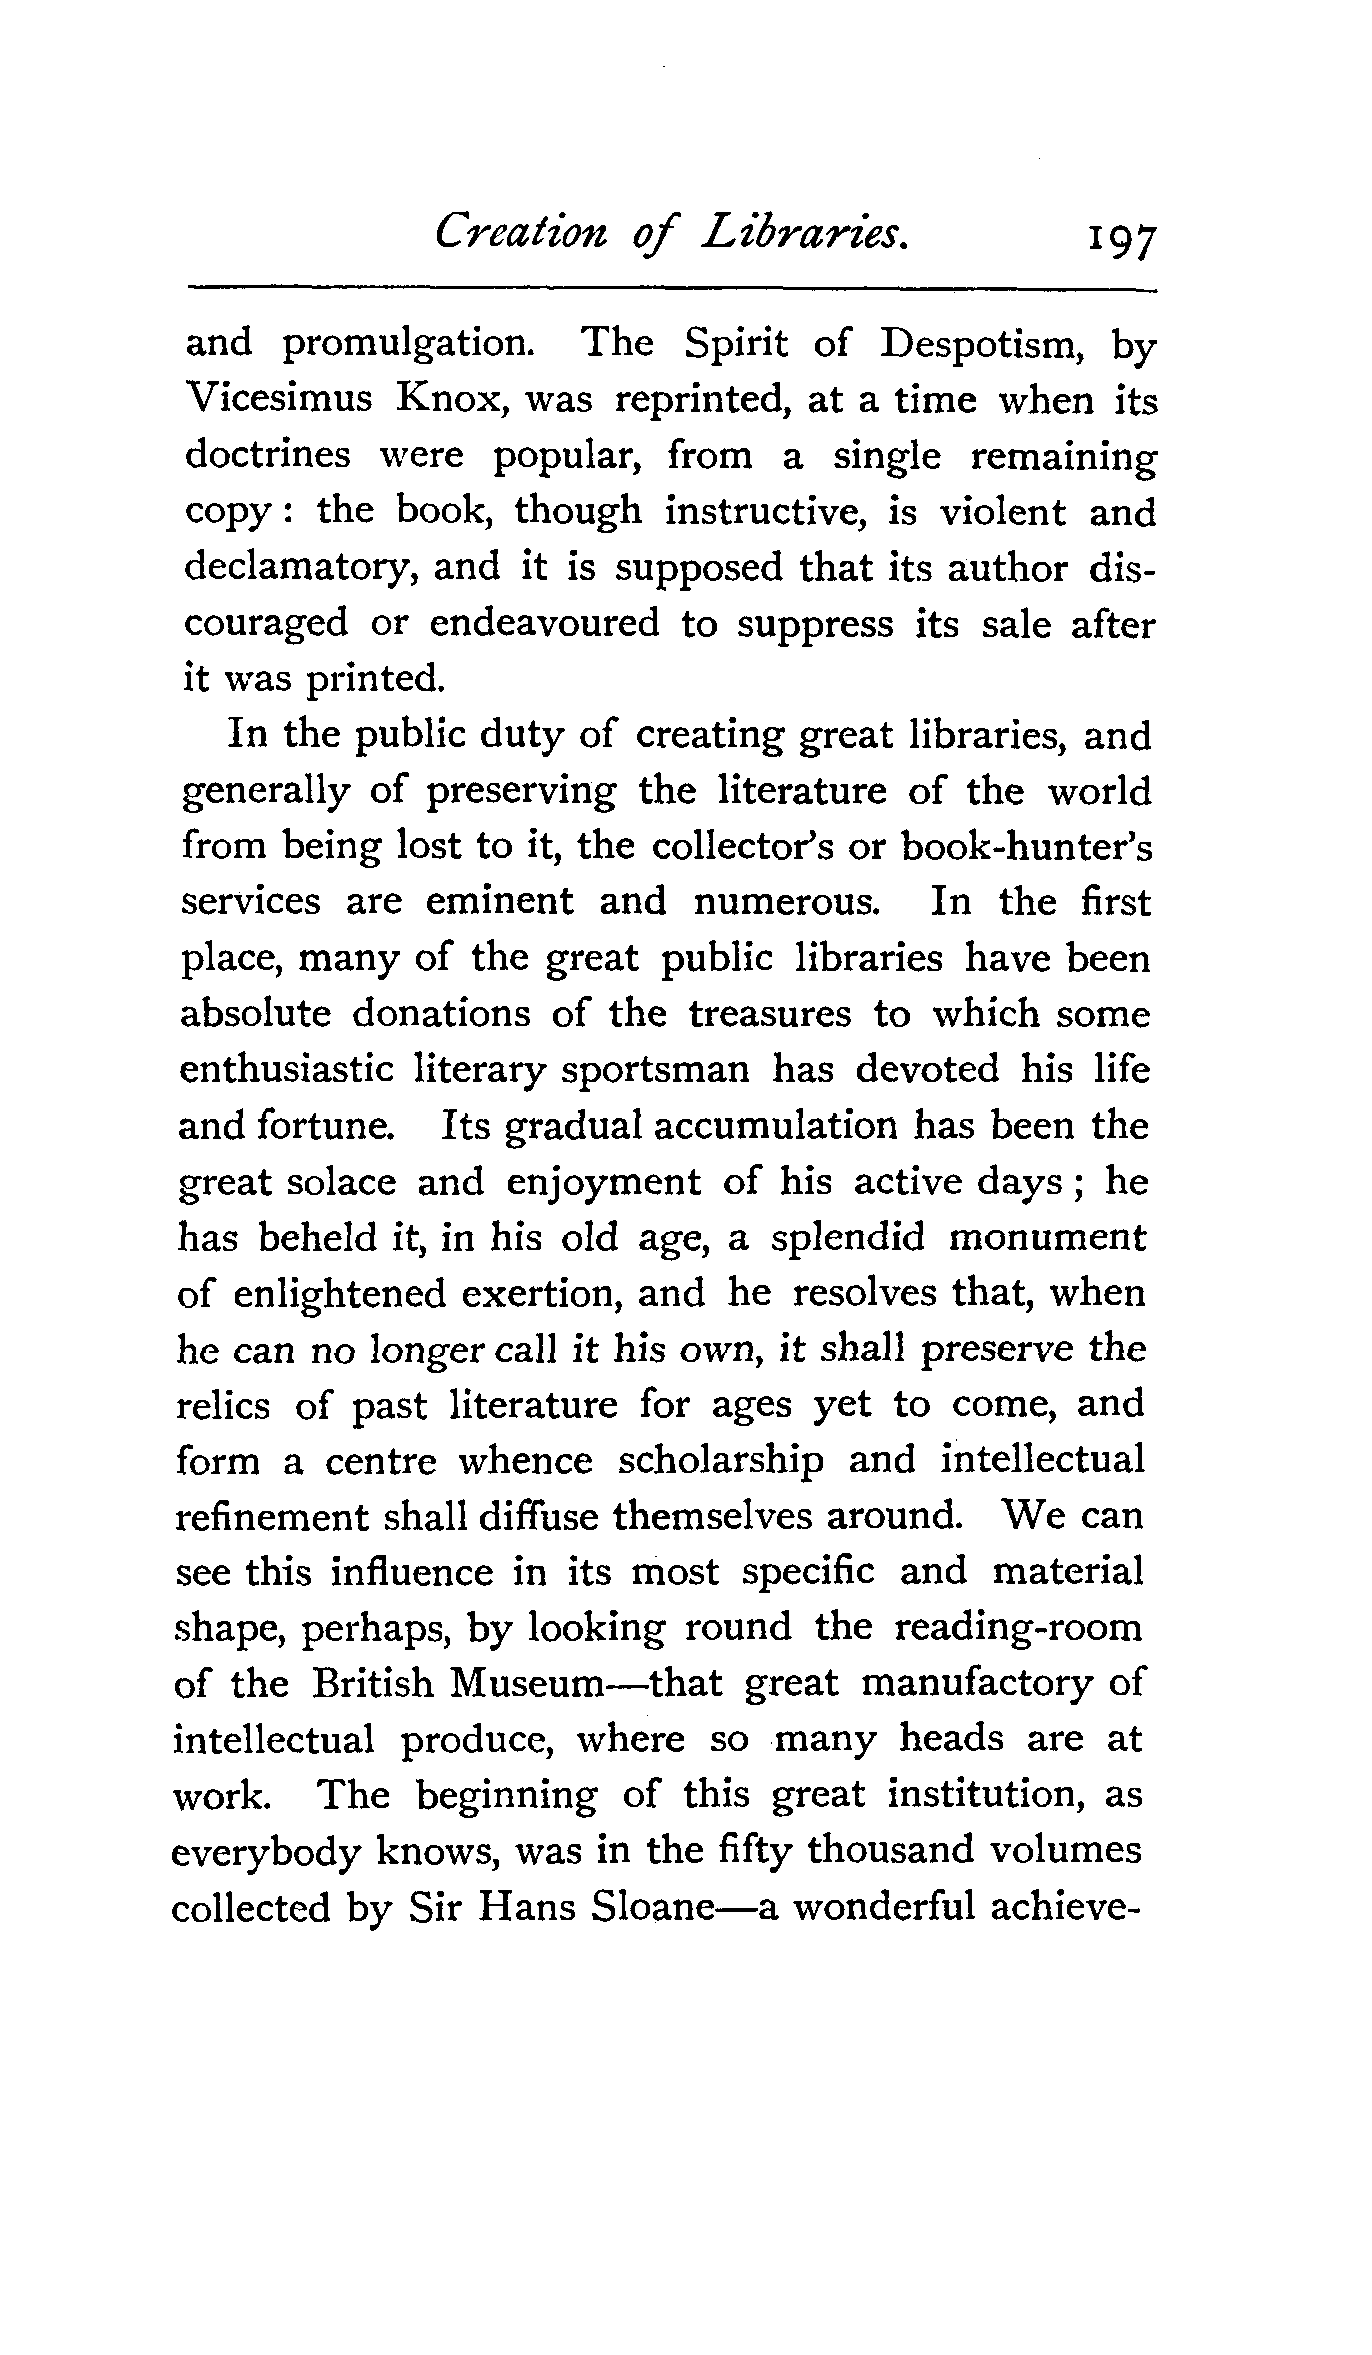 Creation of Libraries. 197
and promulgation. The Spirit of Despotism, by
Vicesimus Knox, was reprinted, at a time when its
doctrines were popular, from a single remaining
copy : the book, though instructive, is violent and
declamatory, and it is supposed that its author dis-
couraged or endeavoured to suppress its sale after
it was printed.
In the public duty of creating great libraries, and
generally of preserving the literature of the world
from being lost to it, the collector's or book-hunter's
services are eminent and numerous. In the first
place, many of the great public libraries have been
absolute donations of the treasures to which some
enthusiastic literary sportsman has devoted his life
and fortune. Its gradual accumulation has been the
great solace and enjoyment of his active days ; he
has beheld it, in his old age, a splendid monument
of enlightened exertion, and he resolves that, when
he can no longer call it his own, it shall preserve the
relics of past literature for ages yet to come, and
form a centre whence scholarship and intellectual
refinement shall diffuse themselves around. We can
see this influence in its most specific and material
shape, perhaps, by looking round the reading-room
of the British Museum—that great manufactory of
intellectual produce, where so many heads are at
work. The beginning of this great institution, as
everybody knows, was in the fifty thousand volumes
collected by Sir Hans Sloane—a wonderful achieve-